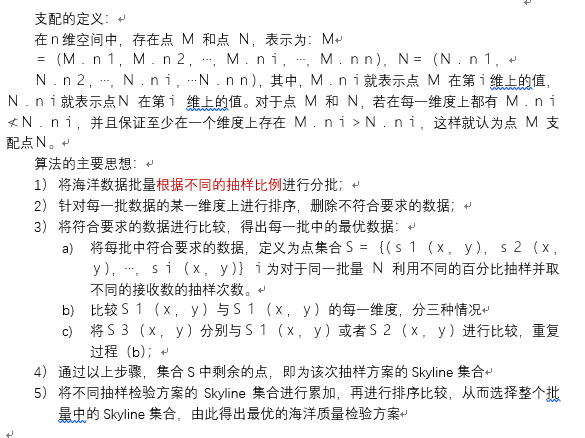 支配的定义：
在ｎ维空间中，存在点 M 和点 N，表示为：M
＝（M．ｎ１，M．ｎ２，…，M．ｎｉ，…，M．ｎｎ），N＝（N．ｎ１，
N．ｎ２，…，N．ｎｉ，…N．ｎｎ），其中，M．ｎｉ就表示点 M 在第ｉ维上的值，
N．ｎｉ就表示点N 在第ｉ 维上的值。对于点 M 和 N，若在每一维度上都有 M．ｎｉ
≮N．ｎｉ，并且保证至少在一个维度上存在 M．ｎｉ＞N．ｎｉ，这样就认为点 M 支
配点N。
算法的主要思想：
1） 将海洋数据批量根据不同的抽样比例进行分批；
2） 针对每一批数据的某一维度上进行排序，删除不符合要求的数据；
3） 将符合要求的数据进行比较，得出每一批中的最优数据：
a) 将每批中符合要求的数据，定义为点集合Ｓ＝｛(ｓ１（ｘ，ｙ)，ｓ２（ｘ，
ｙ)，…，ｓｉ（ｘ，ｙ)｝ｉ为对于同一批量 N 利用不同的百分比抽样并取
不同的接收数的抽样次数。
b) 比较Ｓ１（ｘ，ｙ）与Ｓ１（ｘ，ｙ）的每一维度，分三种情况
c) 将Ｓ３（ｘ，ｙ）分别与Ｓ１（ｘ，ｙ）或者Ｓ２（ｘ，ｙ）进行比较，重复
过程（b)；
4） 通过以上步骤，集合Ｓ中剩余的点，即为该次抽样方案的 Skyline 集合
5） 将不同抽样检验方案的 Skyline 集合进行累加，再进行排序比较，从而选择整个批
量中的 Skyline 集合，由此得出最优的海洋质量检验方案